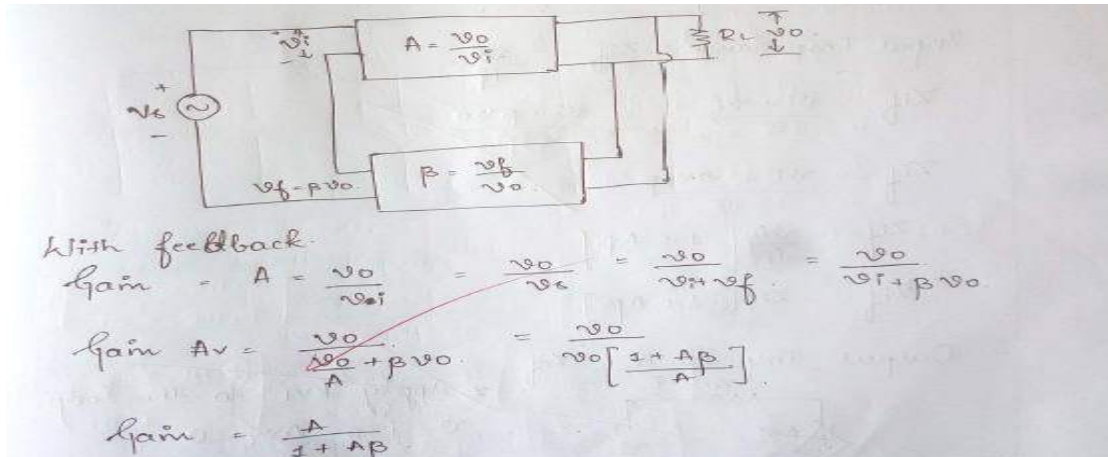 + vi -
A = vo/vi
RL vo
+ vs -
vf = βvo
β = vf/vo
With feedback.
Gain = A = vo/vi = vo/vs = vo/vi+vf = vo/vi+βvo
Gain Av = vo/vo/A + βvo = vo/vo[1+Aβ/A]
Gain = A/1+Aβ